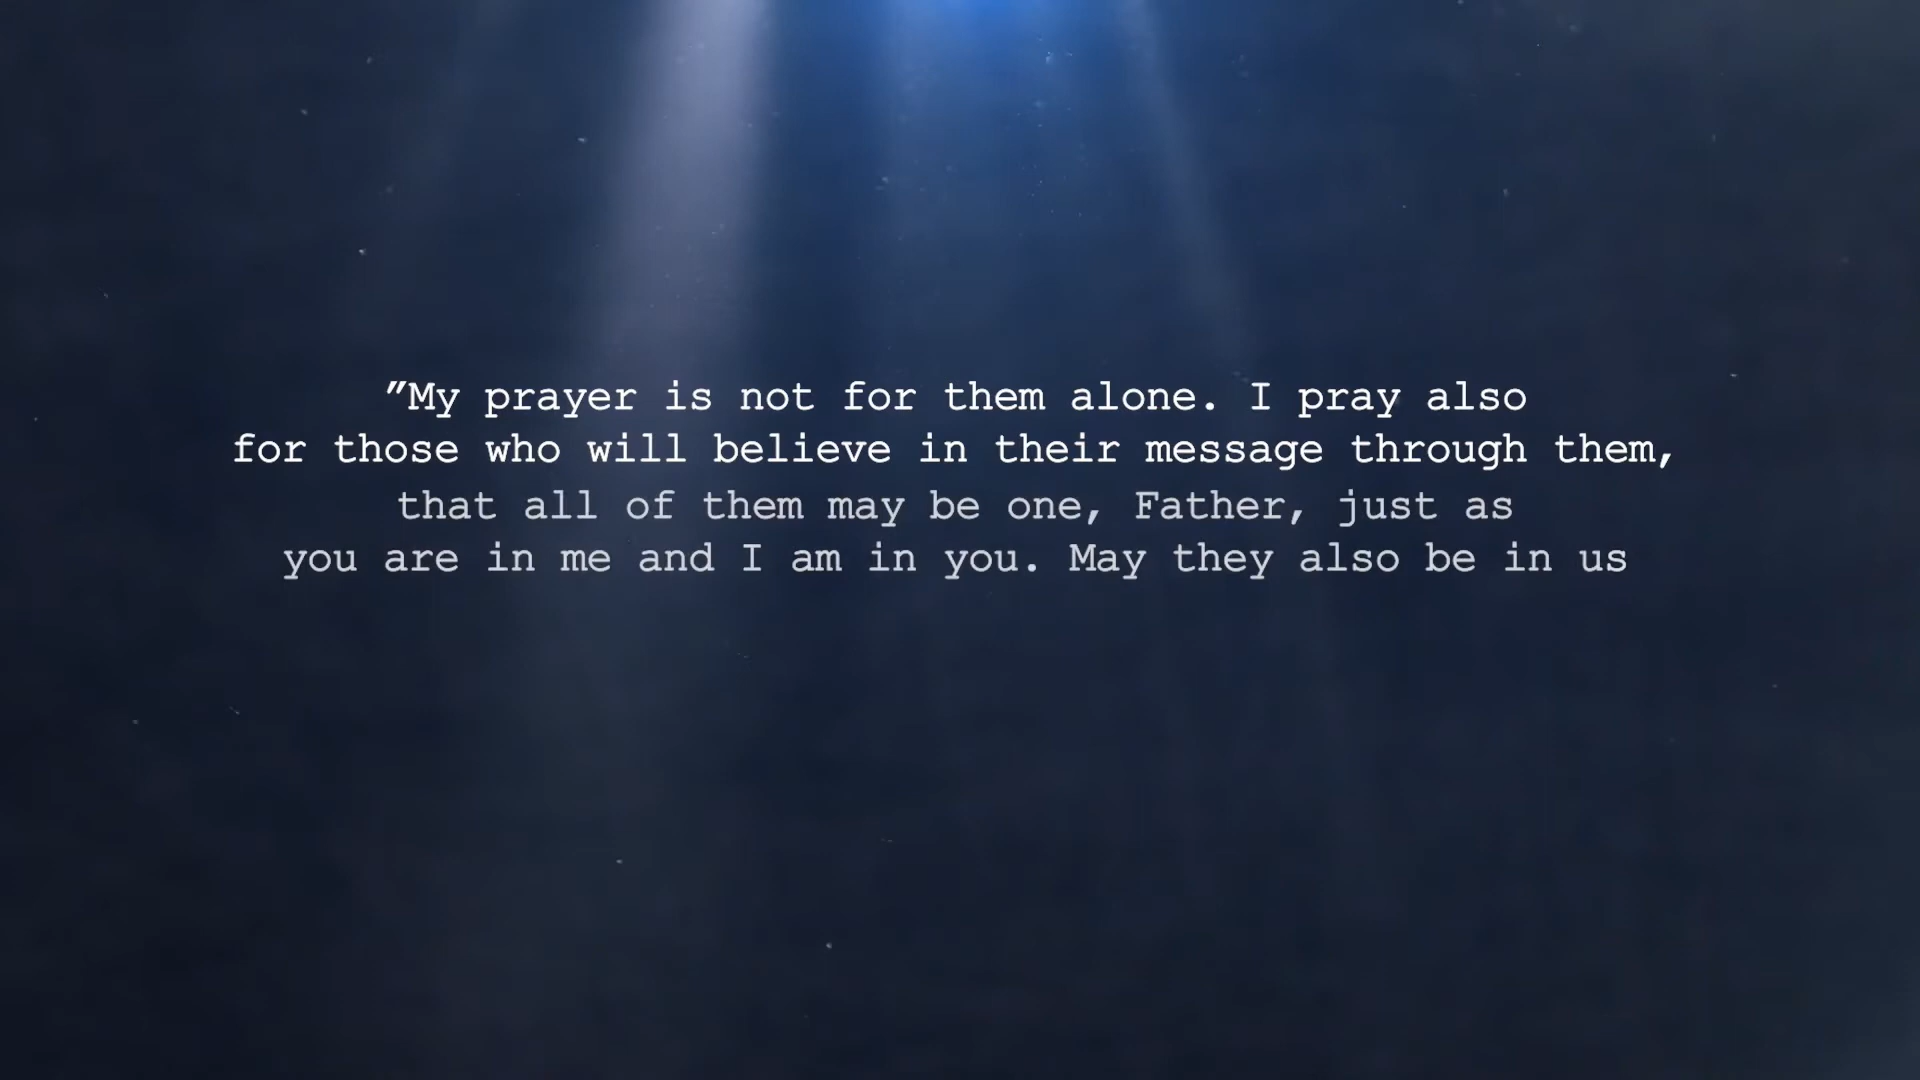 ”My prayer is not for them alone. I pray also
for those who will believe in their message through them,
that all of them may be one, Father, just as
you are in me and I am in you. May they also be in us